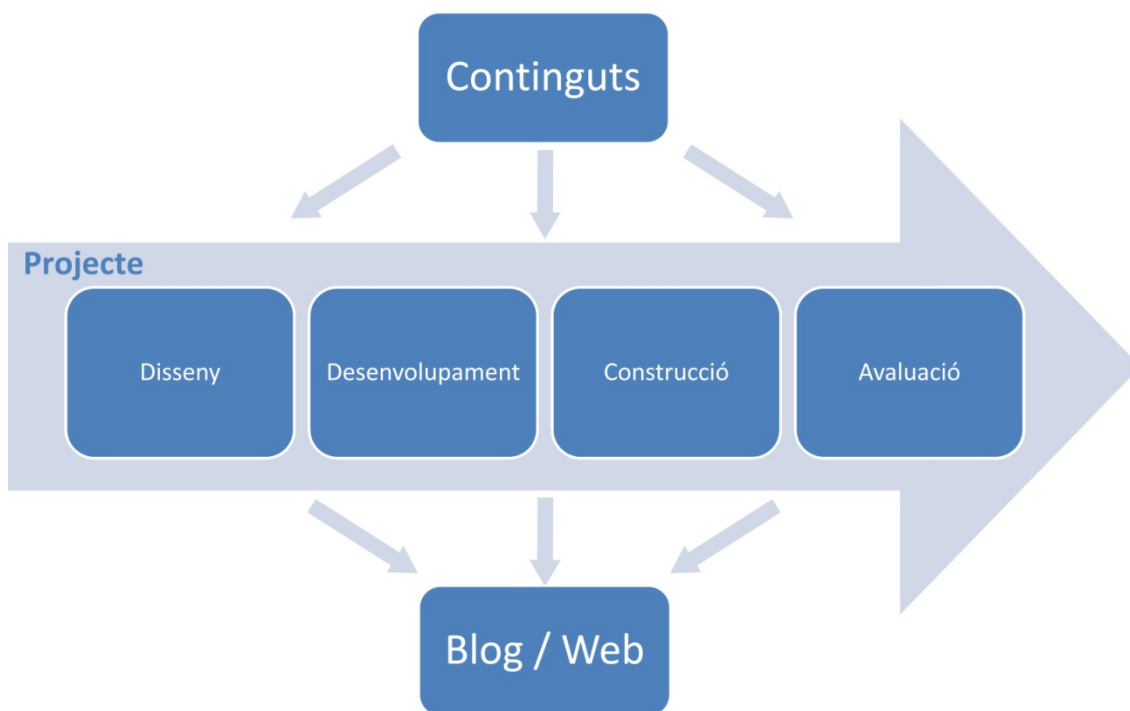 Continguts
Projecte
Disseny
Desenvolupament
Construcció
Avaluació
Blog / Web